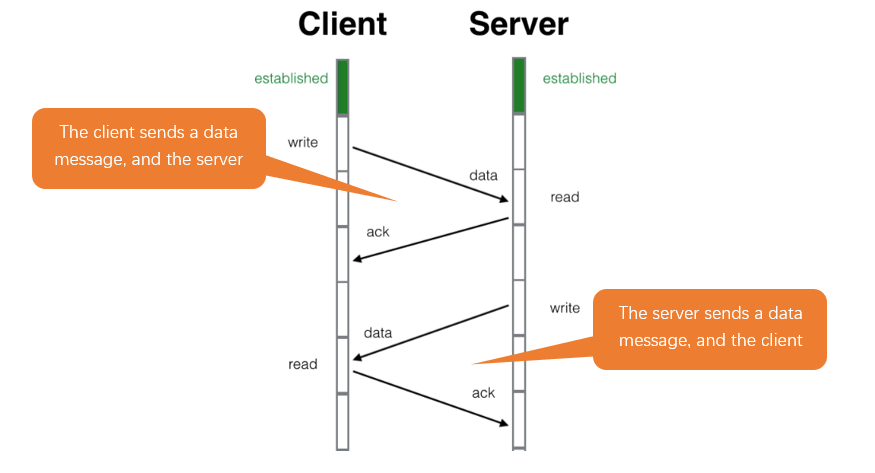 Client
Server
established
established
The client sends a data
message, and the server
write
data
read
ack
write
The server sends a data
message, and the client
data
read
ack